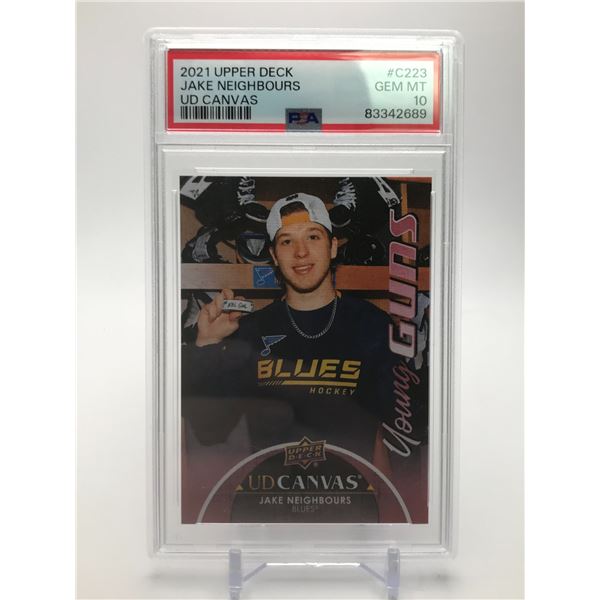 2021 UPPER DECK #C223
JAKE NEIGHBOURS GEM MT
UD CANVAS 10
PSA 83342689
Young GUNS
BLUES
HOCKEY
UPPER
D·E·C·K
UD CANVAS®
JAKE NEIGHBOURS
BLUES®